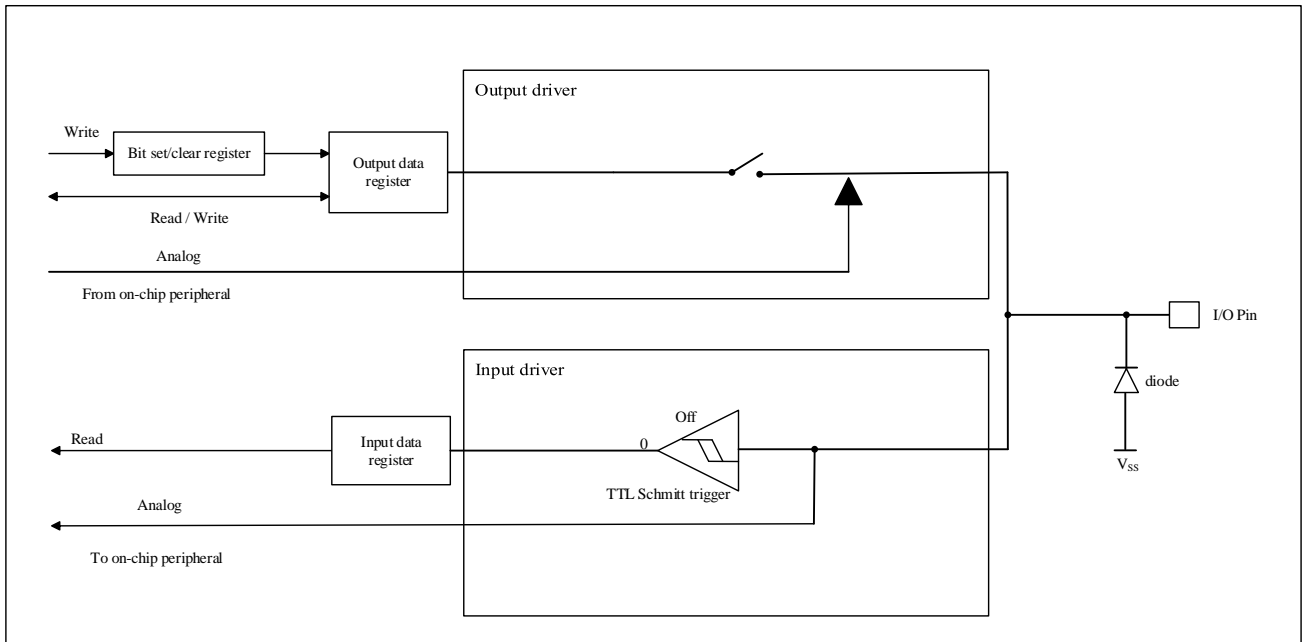 Output driver
Write
Bit set/clear register
Output data
register
Read / Write
Analog
From on-chip peripheral
I/O Pin
Input driver
diode
Off
Read
Input data
register
0
V_SS
TTL Schmitt trigger
Analog
To on-chip peripheral